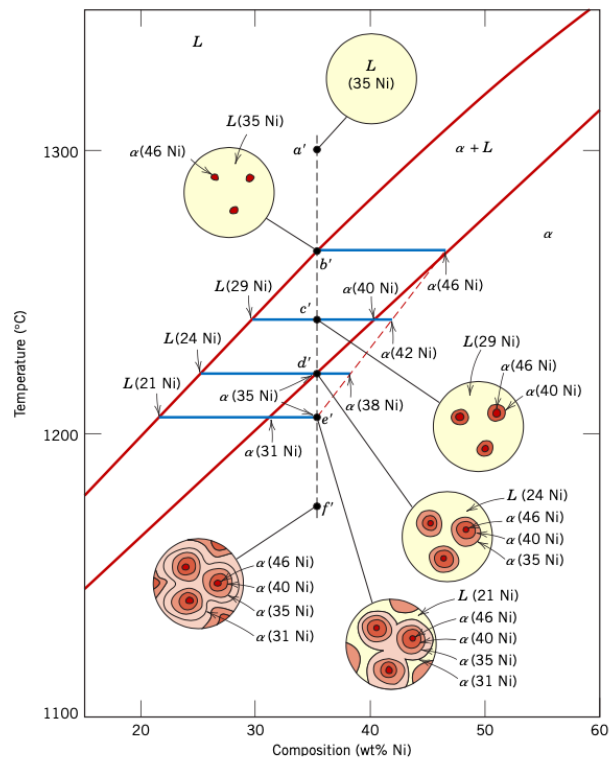 L
L
(35 Ni)
L(35 Ni)
α(46 Ni)
a′
1300
α + L
α
b′
α(46 Ni)
L(29 Ni)
α(40 Ni)
c′
α(42 Ni)
L(24 Ni)
L(29 Ni)
α(46 Ni)
α(40 Ni)
L(21 Ni)
d′
α(35 Ni)
α(38 Ni)
e′
1200
α(31 Ni)
L (24 Ni)
α(46 Ni)
α(40 Ni)
α(35 Ni)
f′
α(46 Ni)
α(40 Ni)
α(35 Ni)
α(31 Ni)
L (21 Ni)
α(46 Ni)
α(40 Ni)
α(35 Ni)
α(31 Ni)
1100
20 30 40 50 60
Composition (wt% Ni)
Temperature (°C)